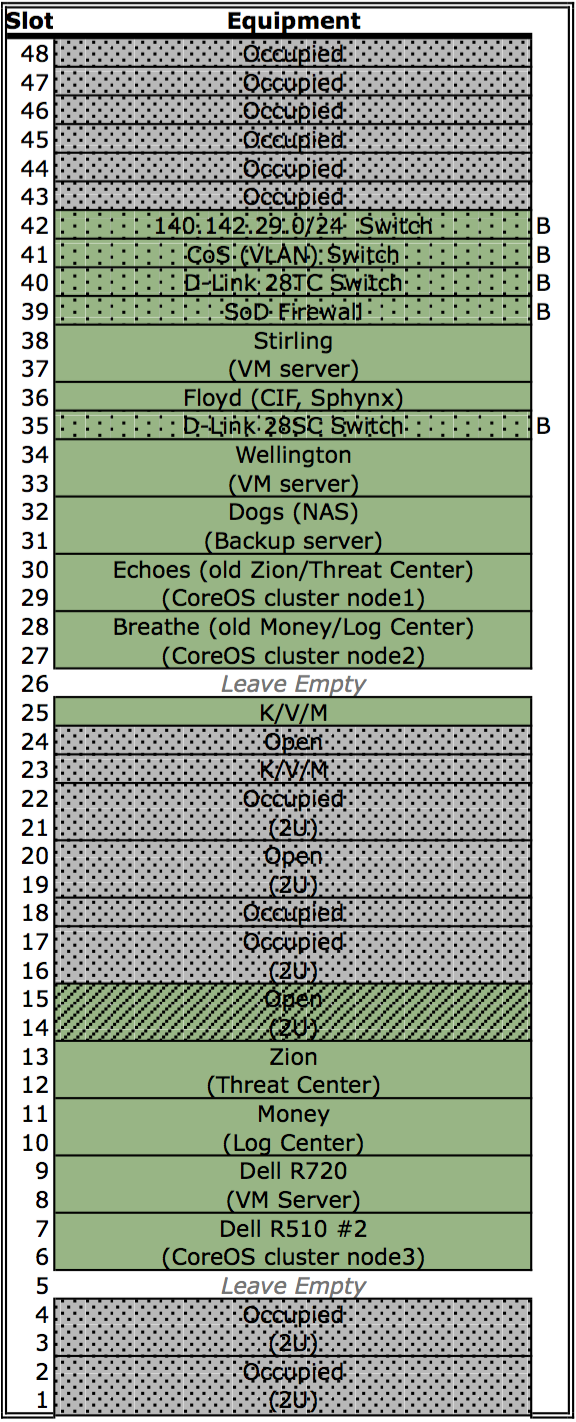 Slot Equipment
48 Occupied
47 Occupied
46 Occupied
45 Occupied
44 Occupied
43 Occupied
42 140.142.29.0/24 Switch B
41 CoS (VLAN) Switch B
40 D-Link 28TC Switch B
39 SoD Firewall B
38 Stirling
37 (VM server)
36 Floyd (CIF, Sphynx)
35 D-Link 28SC Switch B
34 Wellington
33 (VM server)
32 Dogs (NAS)
31 (Backup server)
30 Echoes (old Zion/Threat Center)
29 (CoreOS cluster node1)
28 Breathe (old Money/Log Center)
27 (CoreOS cluster node2)
26 Leave Empty
25 K/V/M
24 Open
23 K/V/M
22 Occupied
21 (2U)
20 Open
19 (2U)
18 Occupied
17 Occupied
16 (2U)
15 Open
14 (2U)
13 Zion
12 (Threat Center)
11 Money
10 (Log Center)
9 Dell R720
8 (VM Server)
7 Dell R510 #2
6 (CoreOS cluster node3)
5 Leave Empty
4 Occupied
3 (2U)
2 Occupied
1 (2U)